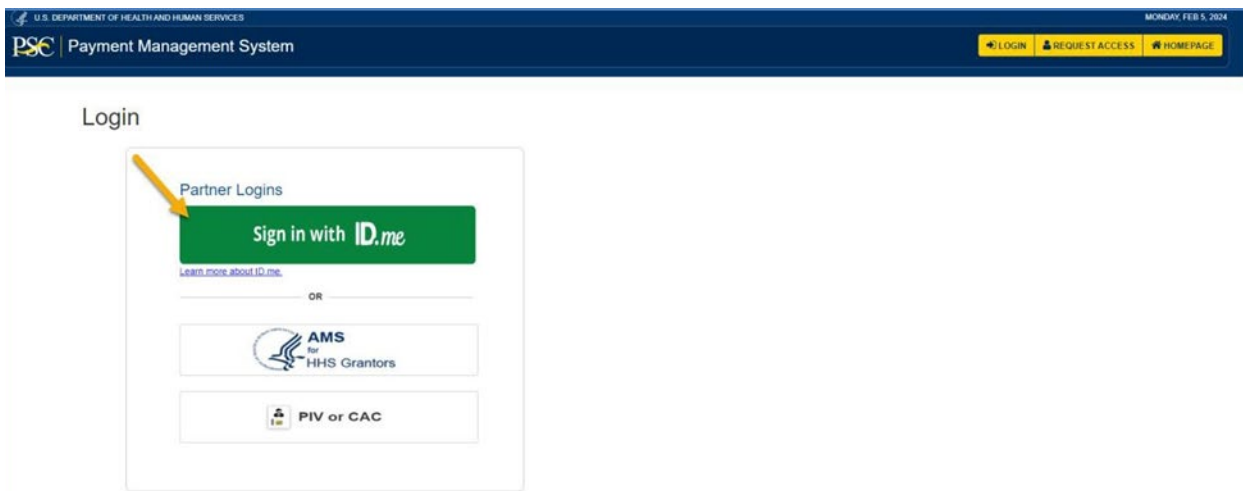 U.S. DEPARTMENT OF HEALTH AND HUMAN SERVICES
MONDAY, FEB 5, 2024
PSC Payment Management System
LOGIN
REQUEST ACCESS
HOMEPAGE
Login
Partner Logins
Sign in with ID.me
Learn more about ID.me.
OR
AMS
for
HHS Grantors
PIV or CAC